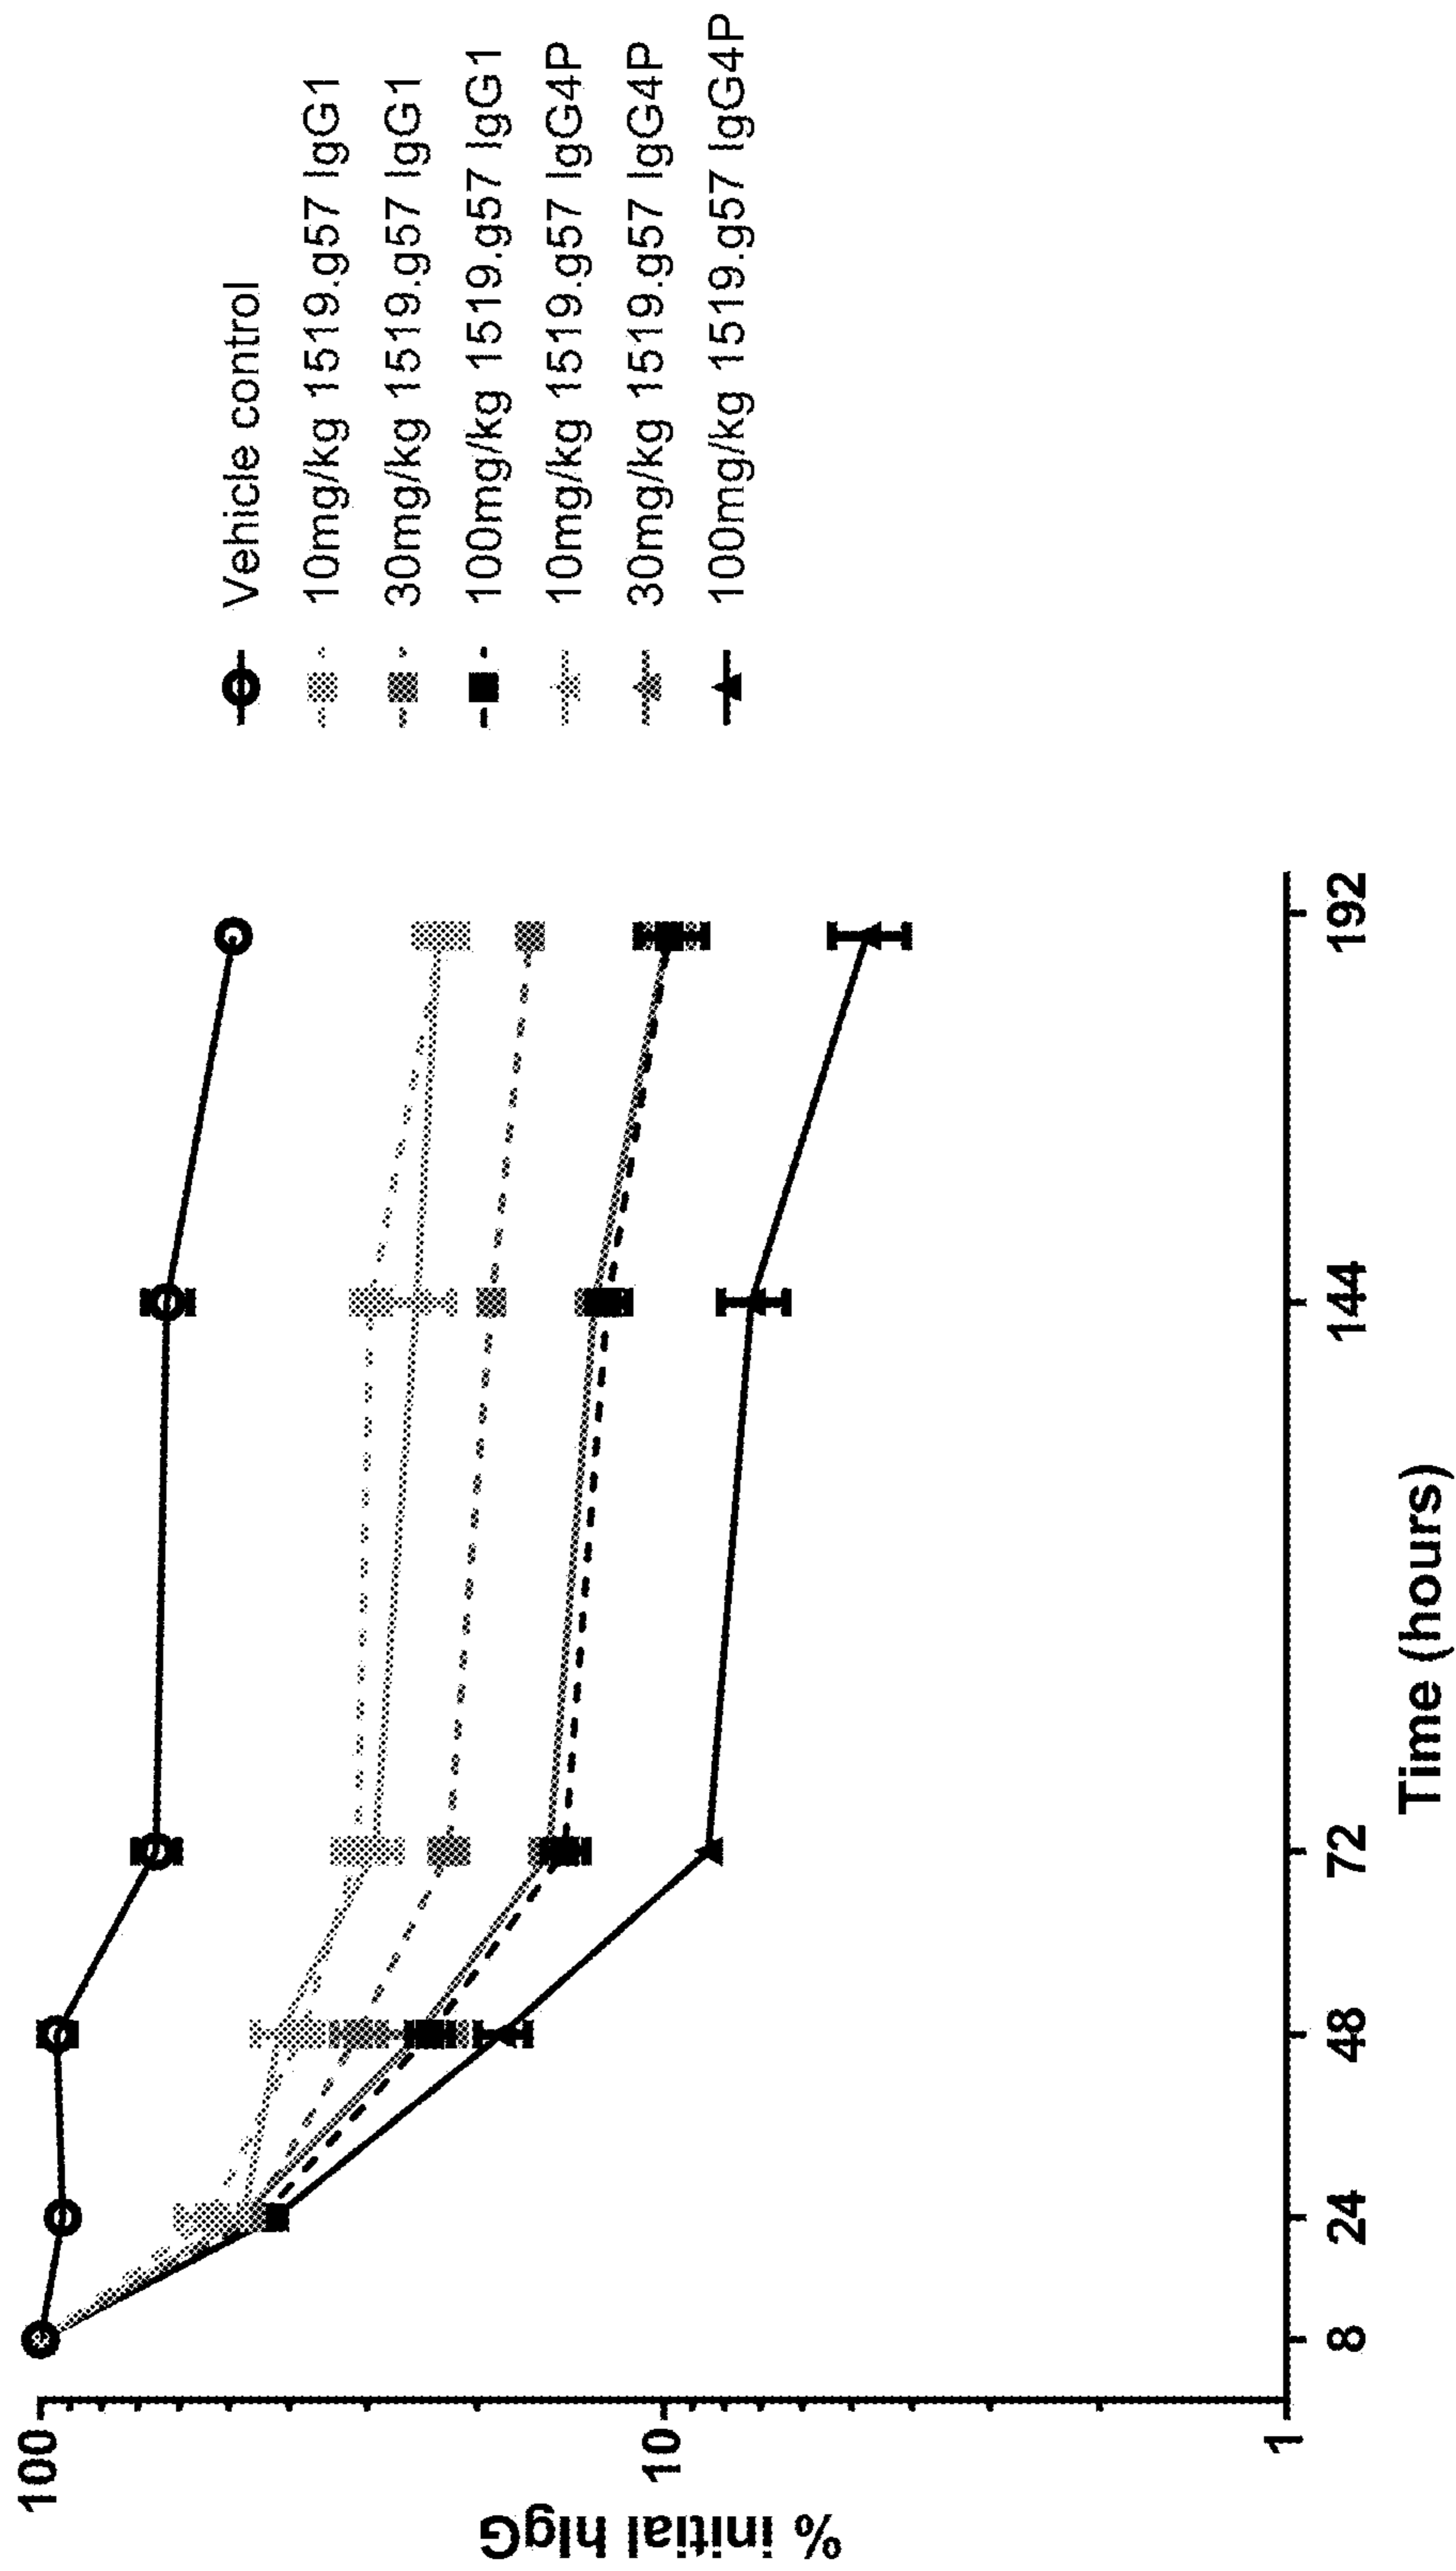 % initial hIgG
100
10
1
8
24
48
72
144
192
Time (hours)
Vehicle control
10mg/kg 1519.g57 IgG1
30mg/kg 1519.g57 IgG1
100mg/kg 1519.g57 IgG1
10mg/kg 1519.g57 IgG4P
30mg/kg 1519.g57 IgG4P
100mg/kg 1519.g57 IgG4P